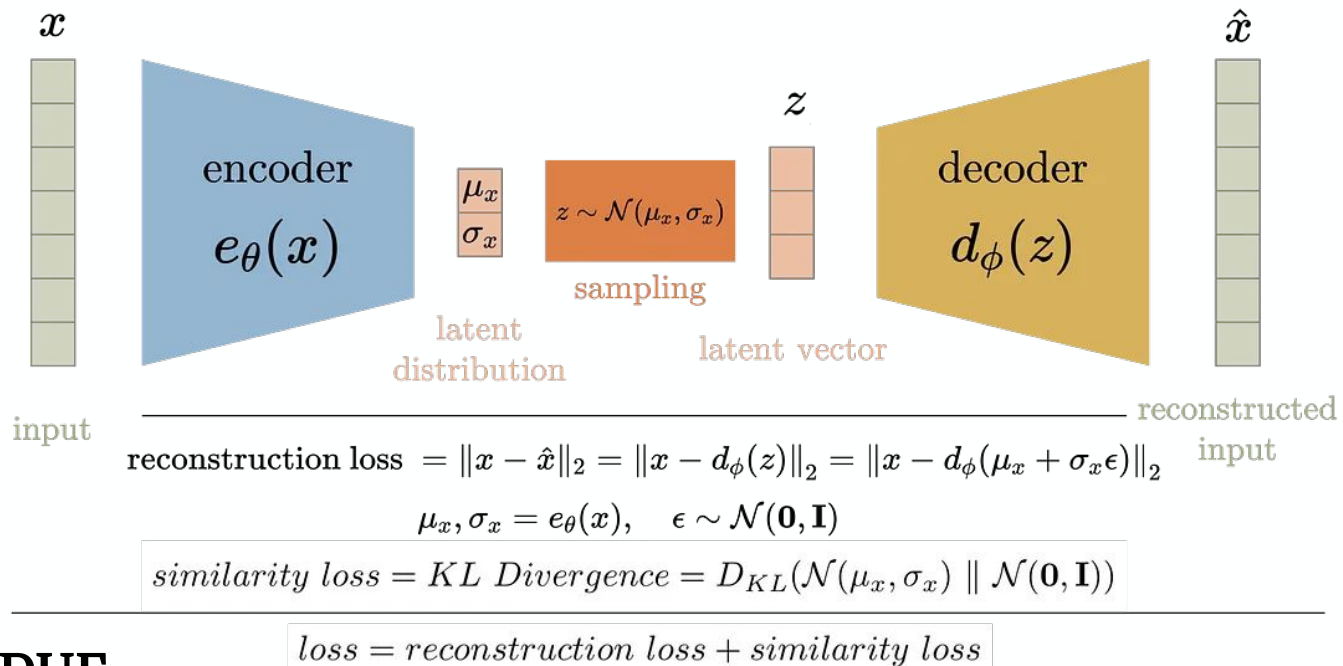 x
x̂
z
encoder
e_θ(x)
μ_x
σ_x
z ∼ 𝒩(μ_x, σ_x)
sampling
decoder
d_ϕ(z)
latent
distribution
latent vector
input
reconstructed
input
reconstruction loss = ‖x − x̂‖₂ = ‖x − d_ϕ(z)‖₂ = ‖x − d_ϕ(μ_x + σ_xϵ)‖₂
μ_x, σ_x = e_θ(x),   ϵ ∼ 𝒩(0, I)
similarity loss = KL Divergence = D_{KL}(𝒩(μ_x, σ_x) ‖ 𝒩(0, I))
loss = reconstruction loss + similarity loss